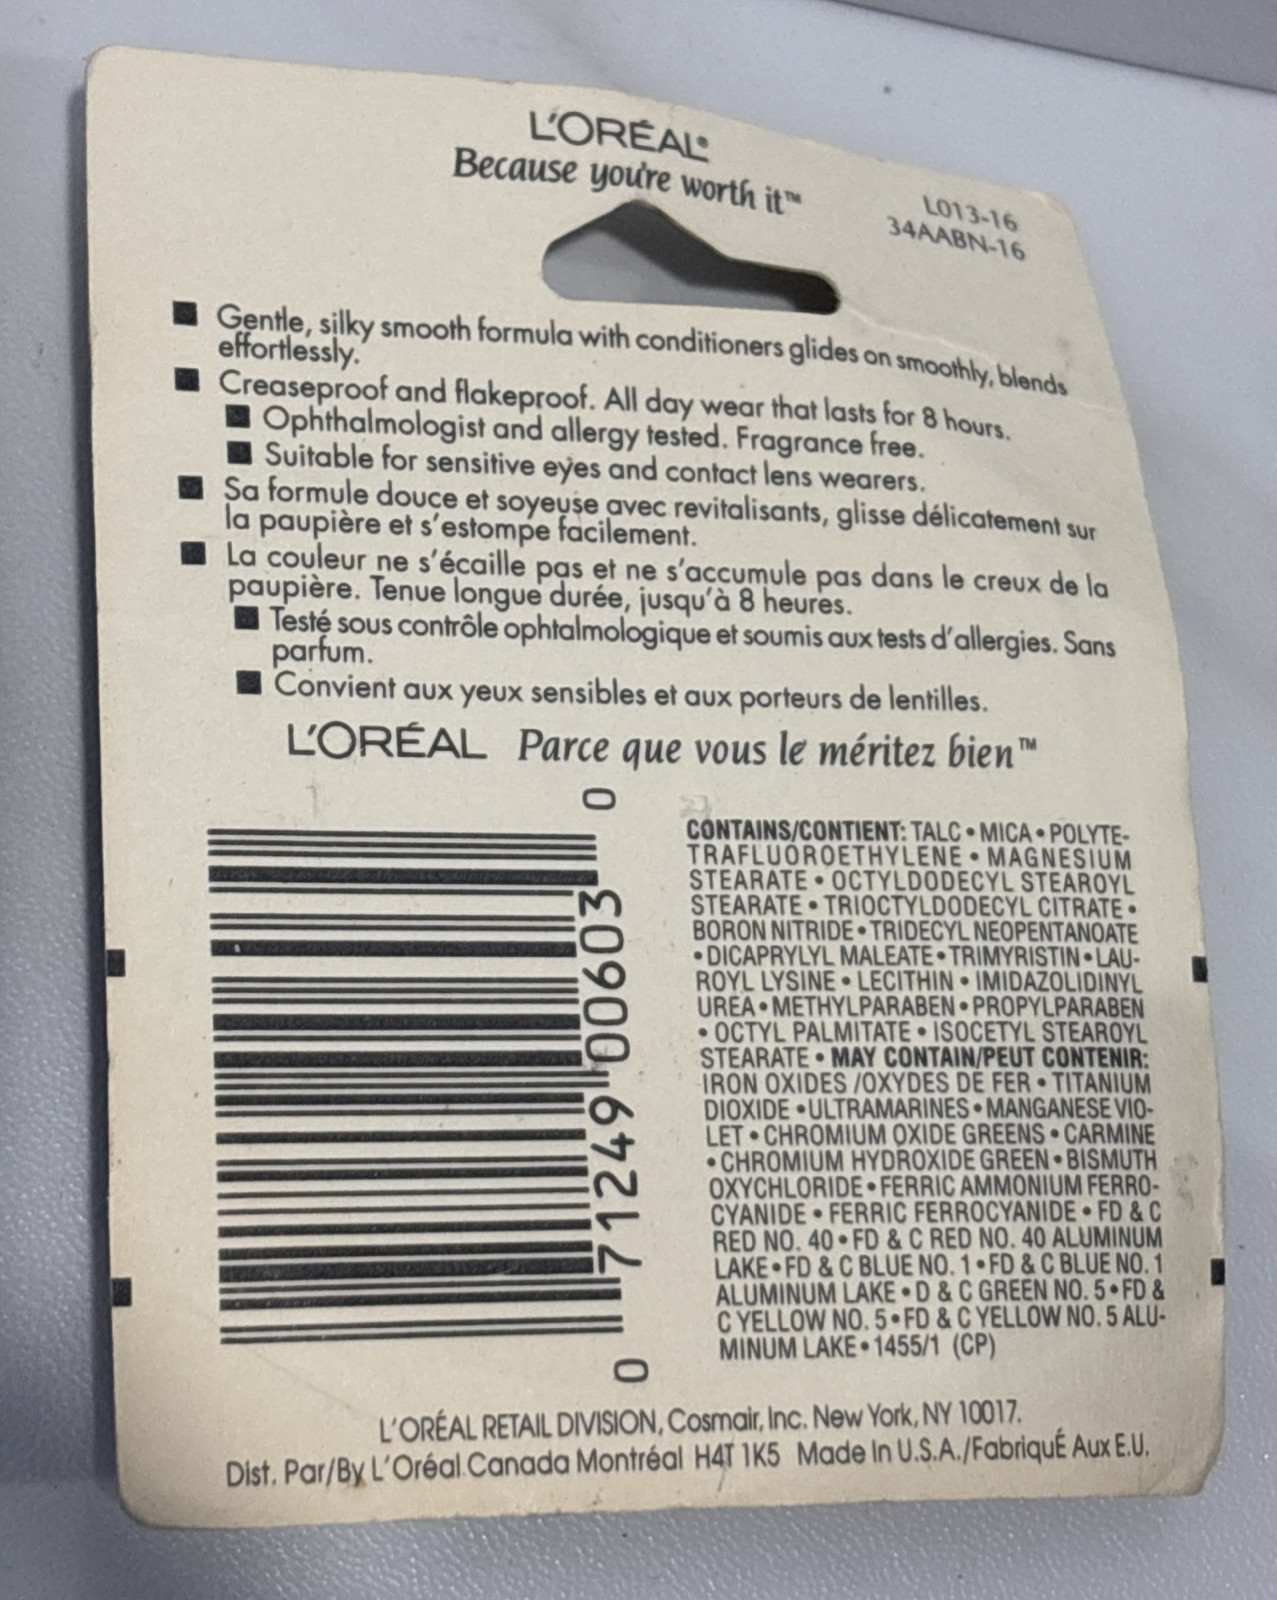 L'ORÉAL®
Because you're worth it™
L013-16
34AABN-16
■ Gentle, silky smooth formula with conditioners glides on smoothly, blends
effortlessly.
■ Creaseproof and flakeproof. All day wear that lasts for 8 hours.
■ Ophthalmologist and allergy tested. Fragrance free.
■ Suitable for sensitive eyes and contact lens wearers.
■ Sa formule douce et soyeuse avec revitalisants, glisse délicatement sur
la paupière et s'estompe facilement.
■ La couleur ne s'écaille pas et ne s'accumule pas dans le creux de la
paupière. Tenue longue durée, jusqu'à 8 heures.
■ Testé sous contrôle ophtalmologique et soumis aux tests d'allergies. Sans
parfum.
■ Convient aux yeux sensibles et aux porteurs de lentilles.
L'ORÉAL Parce que vous le méritez bien™
0 71249 00603 0
CONTAINS/CONTIENT: TALC • MICA • POLYTE-
TRAFLUOROETHYLENE • MAGNESIUM
STEARATE • OCTYLDODECYL STEAROYL
STEARATE • TRIOCTYLDODECYL CITRATE •
BORON NITRIDE • TRIDECYL NEOPENTANOATE
• DICAPRYLYL MALEATE • TRIMYRISTIN • LAU-
ROYL LYSINE • LECITHIN • IMIDAZOLIDINYL
UREA • METHYLPARABEN • PROPYLPARABEN
• OCTYL PALMITATE • ISOCETYL STEAROYL
STEARATE • MAY CONTAIN/PEUT CONTENIR:
IRON OXIDES /OXYDES DE FER • TITANIUM
DIOXIDE • ULTRAMARINES • MANGANESE VIO-
LET • CHROMIUM OXIDE GREENS • CARMINE
• CHROMIUM HYDROXIDE GREEN • BISMUTH
OXYCHLORIDE • FERRIC AMMONIUM FERRO-
CYANIDE • FERRIC FERROCYANIDE • FD & C
RED NO. 40 • FD & C RED NO. 40 ALUMINUM
LAKE • FD & C BLUE NO. 1 • FD & C BLUE NO. 1
ALUMINUM LAKE • D & C GREEN NO. 5 • FD &
C YELLOW NO. 5 • FD & C YELLOW NO. 5 ALU-
MINUM LAKE • 1455/1 (CP)
L'ORÉAL RETAIL DIVISION, Cosmair, Inc. New York, NY 10017.
Dist. Par/By L'Oréal Canada Montréal H4T 1K5 Made In U.S.A./FabriquÉ Aux E.U.